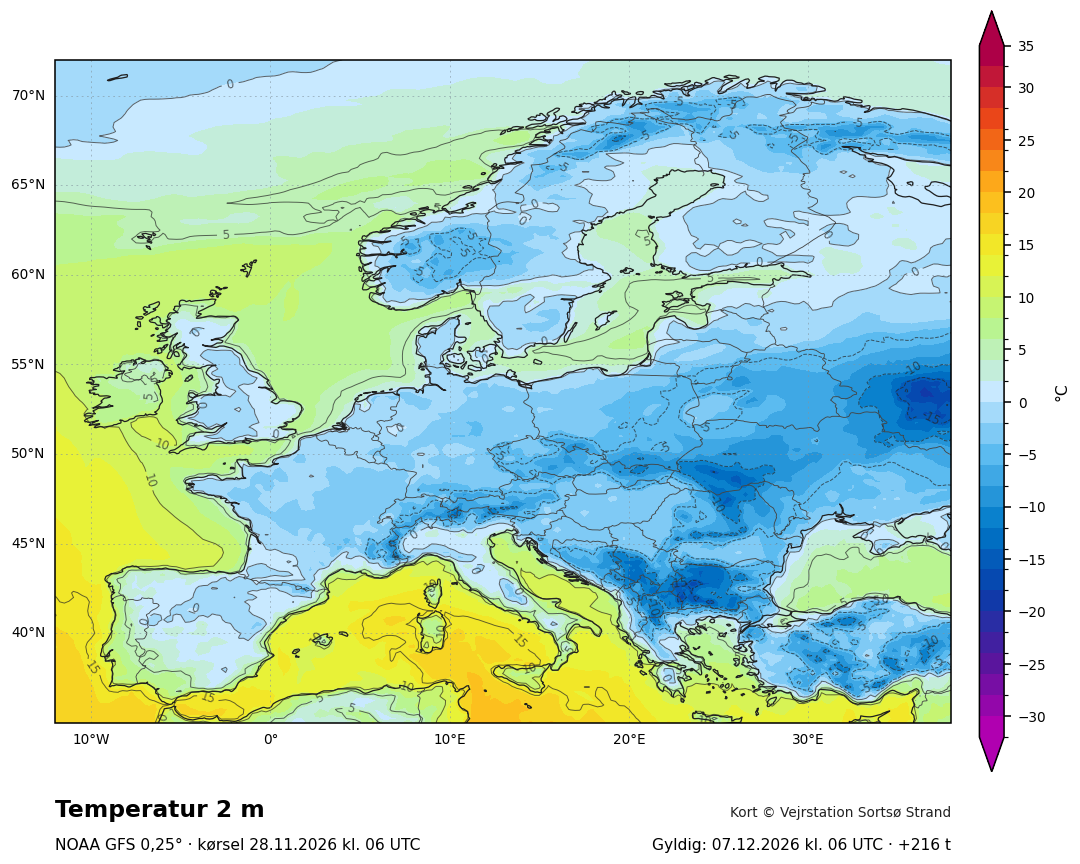 35
30
25
20
15
10
5
0
−5
−10
−15
−20
−25
−30
°C
70°N
65°N
60°N
55°N
50°N
45°N
40°N
10°W
0°
10°E
20°E
30°E
Temperatur 2 m
Kort © Vejrstation Sortsø Strand
NOAA GFS 0,25° · kørsel 28.11.2026 kl. 06 UTC
Gyldig: 07.12.2026 kl. 06 UTC · +216 t